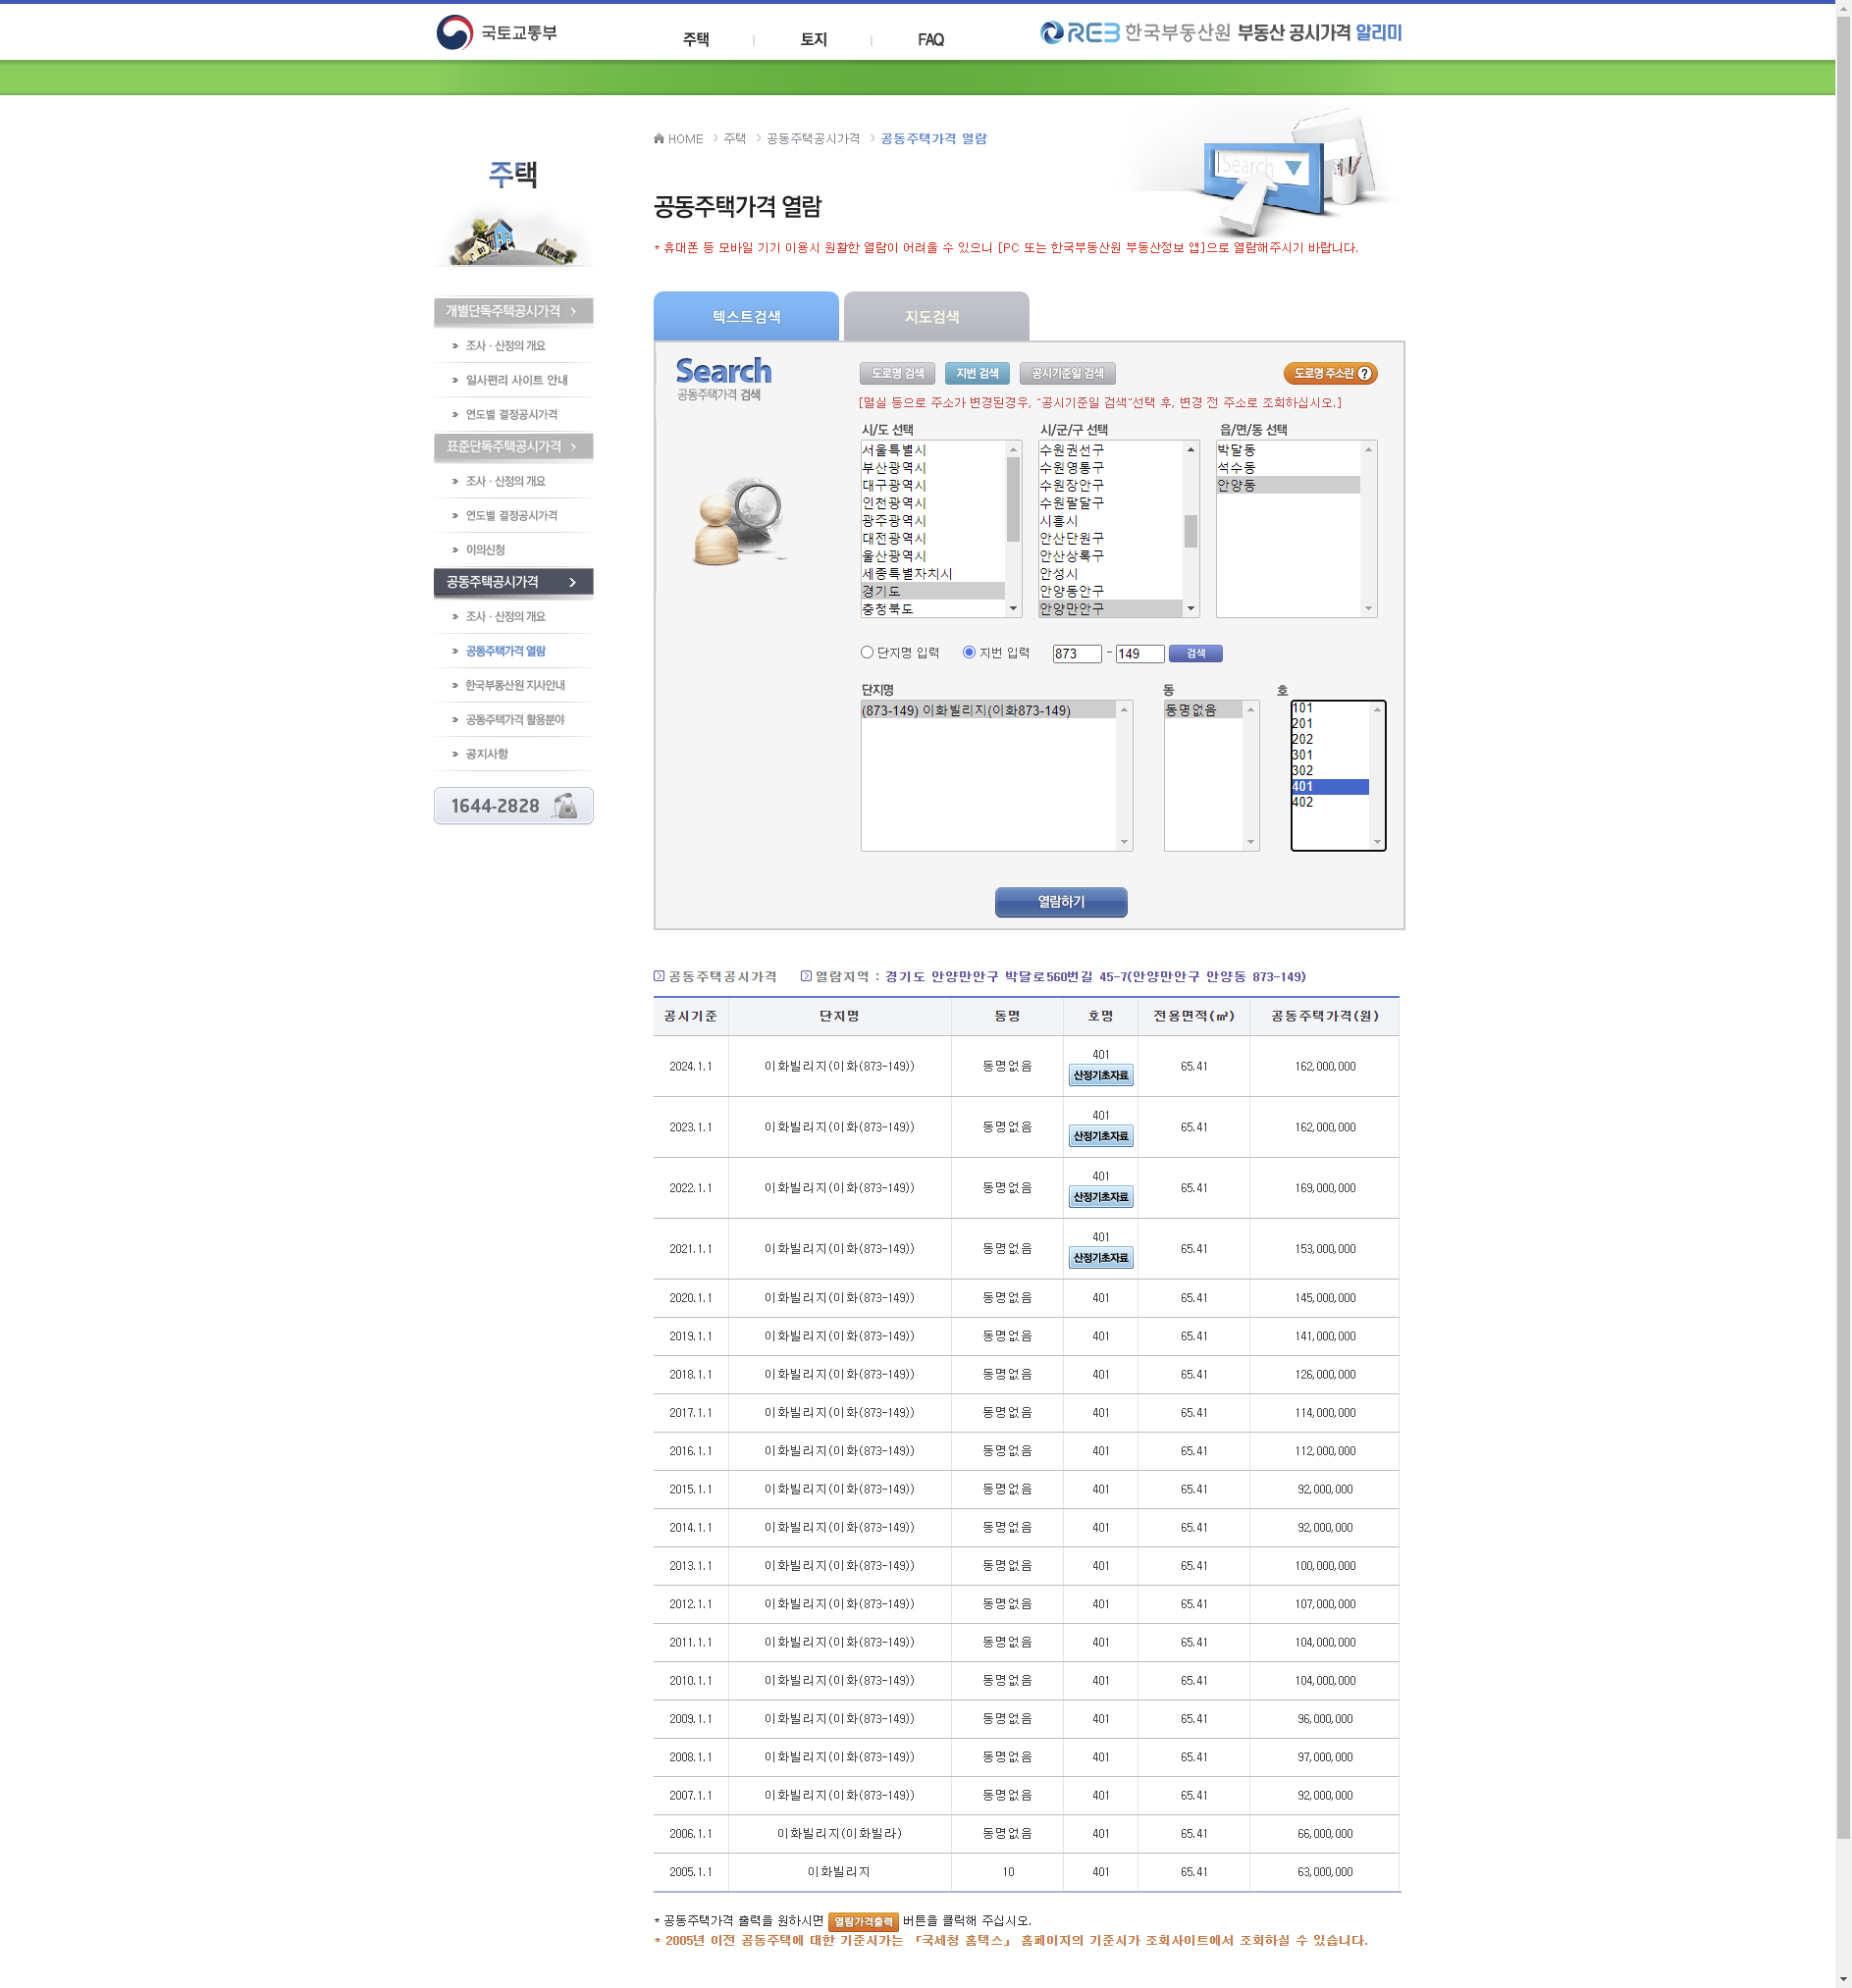 국토교통부
주택
토지
FAQ
REB 한국부동산원 부동산 공시가격 알리미
HOME > 주택 > 공동주택공시가격 > 공동주택가격 열람
Search
주택
공동주택가격 열람
* 휴대폰 등 모바일 기기 이용시 원활한 열람이 어려울 수 있으니 [PC 또는 한국부동산원 부동산정보 앱]으로 열람해주시기 바랍니다.
개별단독주택공시가격
조사 · 산정의 개요
일사편리 사이트 안내
연도별 결정공시가격
표준단독주택공시가격
조사 · 산정의 개요
연도별 결정공시가격
이의신청
공동주택공시가격
조사 · 산정의 개요
공동주택가격 열람
한국부동산원 지사안내
공동주택가격 활용분야
공지사항
1644-2828
텍스트검색
지도검색
Search
공동주택가격 검색
도로명 검색
지번 검색
공시기준일 검색
도로명 주소란 ?
[멸실 등으로 주소가 변경된경우, "공시기준일 검색"선택 후, 변경 전 주소로 조회하십시오.]
시/도 선택
서울특별시
부산광역시
대구광역시
인천광역시
광주광역시
대전광역시
울산광역시
세종특별자치시
경기도
충청북도
시/군/구 선택
수원권선구
수원영통구
수원장안구
수원팔달구
시흥시
안산단원구
안산상록구
안성시
안양동안구
안양만안구
읍/면/동 선택
박달동
석수동
안양동
단지명 입력
지번 입력
873 - 149
검색
단지명
(873-149) 이화빌리지(이화873-149)
동
동명없음
호
101
201
202
301
302
401
402
열람하기
공동주택공시가격
열람지역 : 경기도 안양만안구 박달로560번길 45-7(안양만안구 안양동 873-149)
공시기준 단지명 동명 호명 전용면적(㎡) 공동주택가격(원)
2024.1.1 이화빌리지(이화(873-149)) 동명없음 401 산정기초자료 65.41 162,000,000
2023.1.1 이화빌리지(이화(873-149)) 동명없음 401 산정기초자료 65.41 162,000,000
2022.1.1 이화빌리지(이화(873-149)) 동명없음 401 산정기초자료 65.41 169,000,000
2021.1.1 이화빌리지(이화(873-149)) 동명없음 401 산정기초자료 65.41 153,000,000
2020.1.1 이화빌리지(이화(873-149)) 동명없음 401 65.41 145,000,000
2019.1.1 이화빌리지(이화(873-149)) 동명없음 401 65.41 141,000,000
2018.1.1 이화빌리지(이화(873-149)) 동명없음 401 65.41 126,000,000
2017.1.1 이화빌리지(이화(873-149)) 동명없음 401 65.41 114,000,000
2016.1.1 이화빌리지(이화(873-149)) 동명없음 401 65.41 112,000,000
2015.1.1 이화빌리지(이화(873-149)) 동명없음 401 65.41 92,000,000
2014.1.1 이화빌리지(이화(873-149)) 동명없음 401 65.41 92,000,000
2013.1.1 이화빌리지(이화(873-149)) 동명없음 401 65.41 100,000,000
2012.1.1 이화빌리지(이화(873-149)) 동명없음 401 65.41 107,000,000
2011.1.1 이화빌리지(이화(873-149)) 동명없음 401 65.41 104,000,000
2010.1.1 이화빌리지(이화(873-149)) 동명없음 401 65.41 104,000,000
2009.1.1 이화빌리지(이화(873-149)) 동명없음 401 65.41 96,000,000
2008.1.1 이화빌리지(이화(873-149)) 동명없음 401 65.41 97,000,000
2007.1.1 이화빌리지(이화(873-149)) 동명없음 401 65.41 92,000,000
2006.1.1 이화빌리지(이화빌라) 동명없음 401 65.41 66,000,000
2005.1.1 이화빌리지 10 401 65.41 63,000,000
* 공동주택가격 출력을 원하시면 열람가격출력 버튼을 클릭해 주십시오.
* 2005년 이전 공동주택에 대한 기준시가는 「국세청 홈텍스」 홈페이지의 기준시가 조회사이트에서 조회하실 수 있습니다.